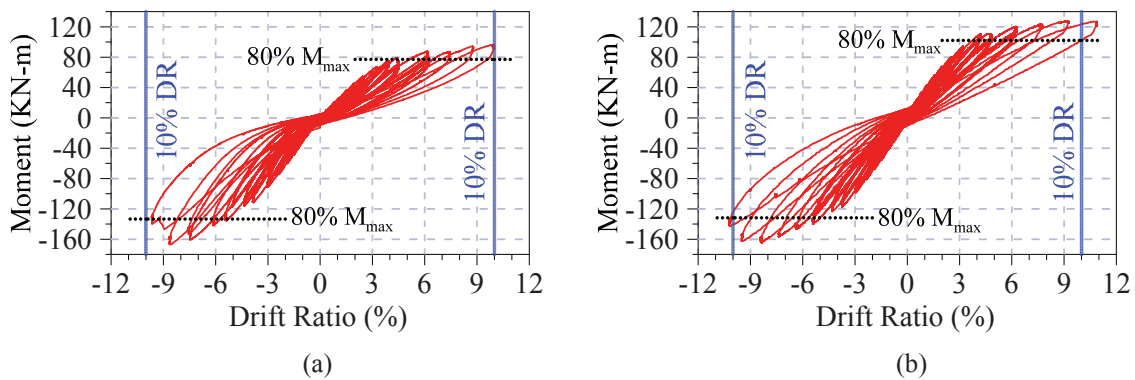 120
80
40
0
-40
-80
-120
-160
Moment (KN-m)
80% Mmax
10% DR
10% DR
80% Mmax
-12 -9 -6 -3 0 3 6 9 12
Drift Ratio (%)
(a)
120
80
40
0
-40
-80
-120
-160
Moment (KN-m)
80% Mmax
10% DR
10% DR
80% Mmax
-12 -9 -6 -3 0 3 6 9 12
Drift Ratio (%)
(b)